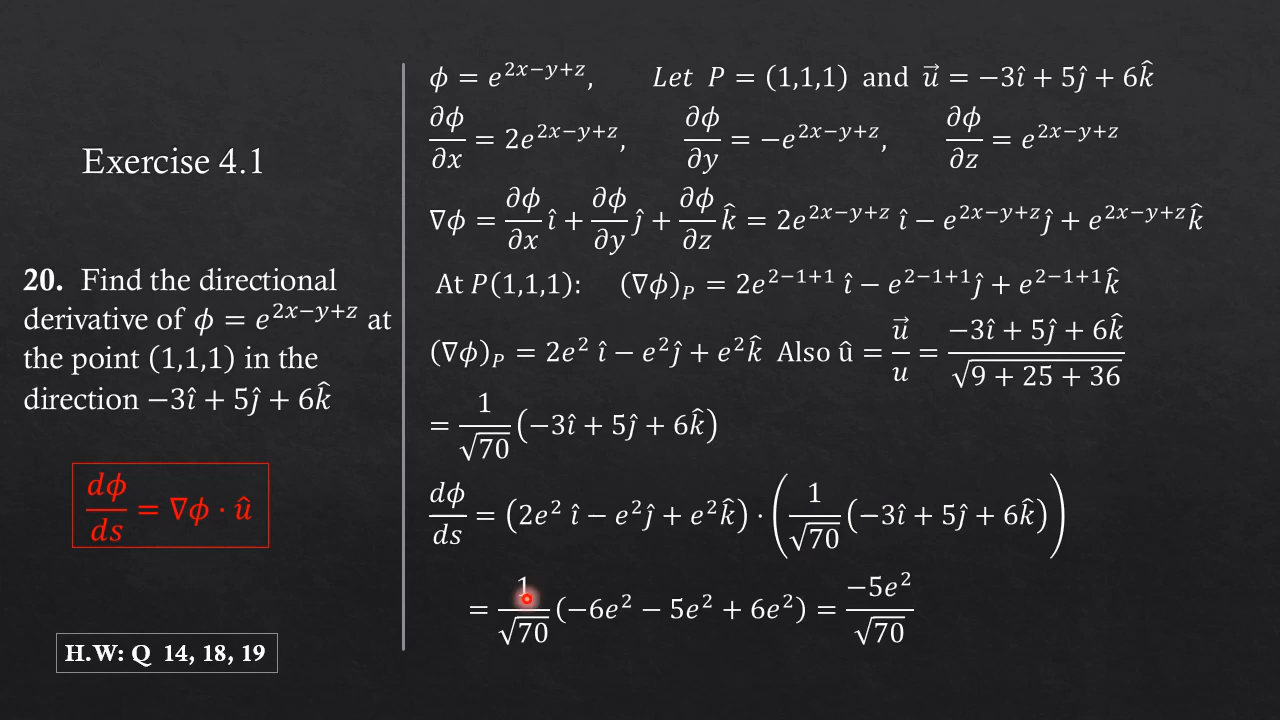 Exercise 4.1
20. Find the directional
derivative of ϕ = e^{2x−y+z} at
the point (1,1,1) in the
direction −3î + 5ĵ + 6k̂
dϕ/ds = ∇ϕ · û
H.W: Q 14, 18, 19
ϕ = e^{2x−y+z}, Let P = (1,1,1) and u⃗ = −3î + 5ĵ + 6k̂
∂ϕ/∂x = 2e^{2x−y+z}, ∂ϕ/∂y = −e^{2x−y+z}, ∂ϕ/∂z = e^{2x−y+z}
∇ϕ = ∂ϕ/∂x î + ∂ϕ/∂y ĵ + ∂ϕ/∂z k̂ = 2e^{2x−y+z} î − e^{2x−y+z}ĵ + e^{2x−y+z}k̂
At P(1,1,1): (∇ϕ)_P = 2e^{2−1+1} î − e^{2−1+1}ĵ + e^{2−1+1}k̂
(∇ϕ)_P = 2e² î − e²ĵ + e²k̂ Also û = u⃗/u = (−3î + 5ĵ + 6k̂)/√(9 + 25 + 36)
= 1/√70 (−3î + 5ĵ + 6k̂)
dϕ/ds = (2e² î − e²ĵ + e²k̂) · (1/√70 (−3î + 5ĵ + 6k̂))
= 1/√70 (−6e² − 5e² + 6e²) = −5e²/√70